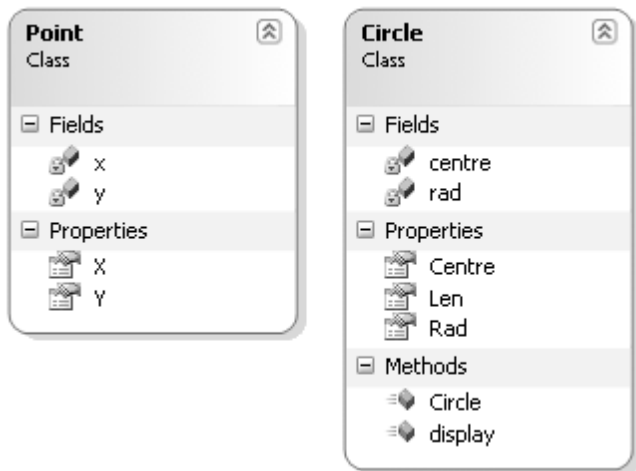 Point
Class
Fields
x
y
Properties
X
Y
Circle
Class
Fields
centre
rad
Properties
Centre
Len
Rad
Methods
Circle
display